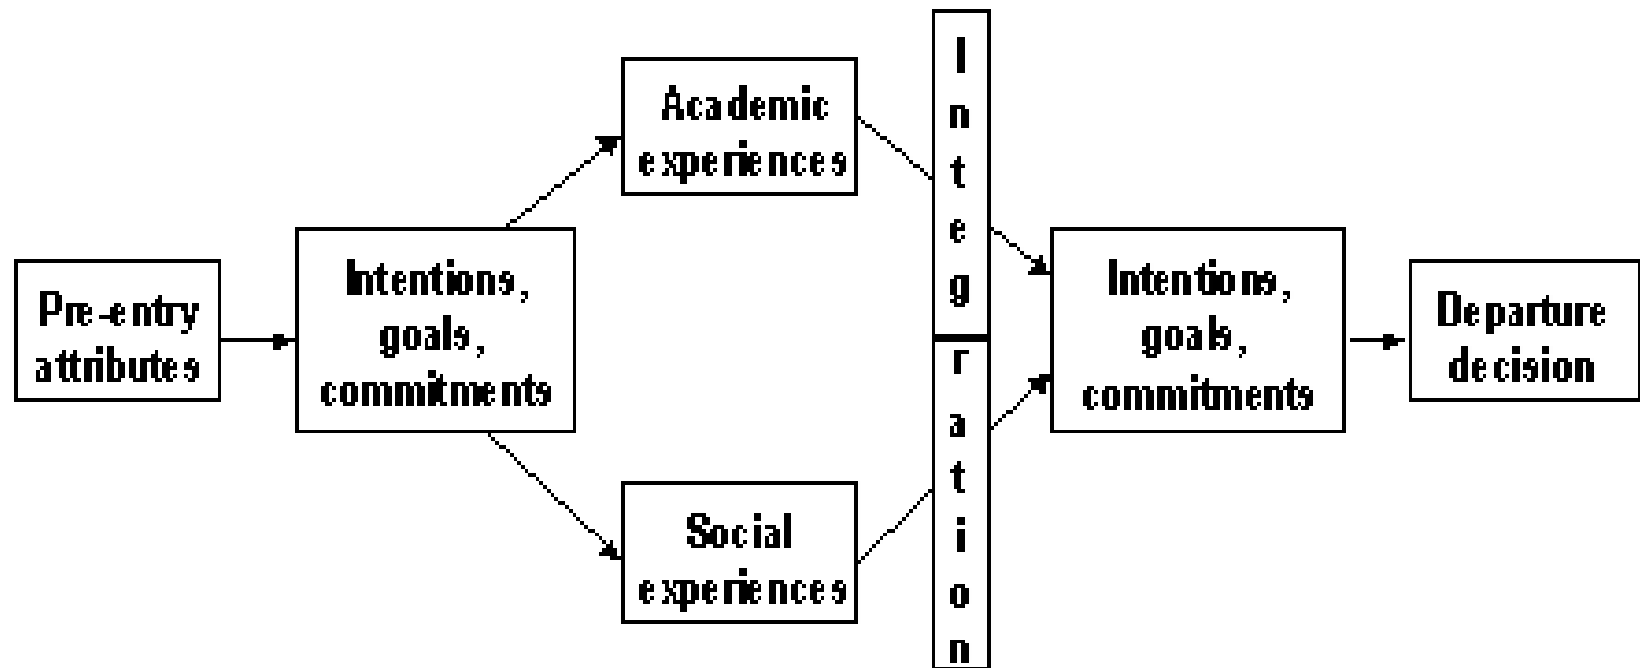 Pre-entry
attributes
Intentions,
goals,
commitments
Academic
experiences
Social
experiences
I
n
t
e
g
r
a
t
i
o
n
Intentions,
goals,
commitments
Departure
decision